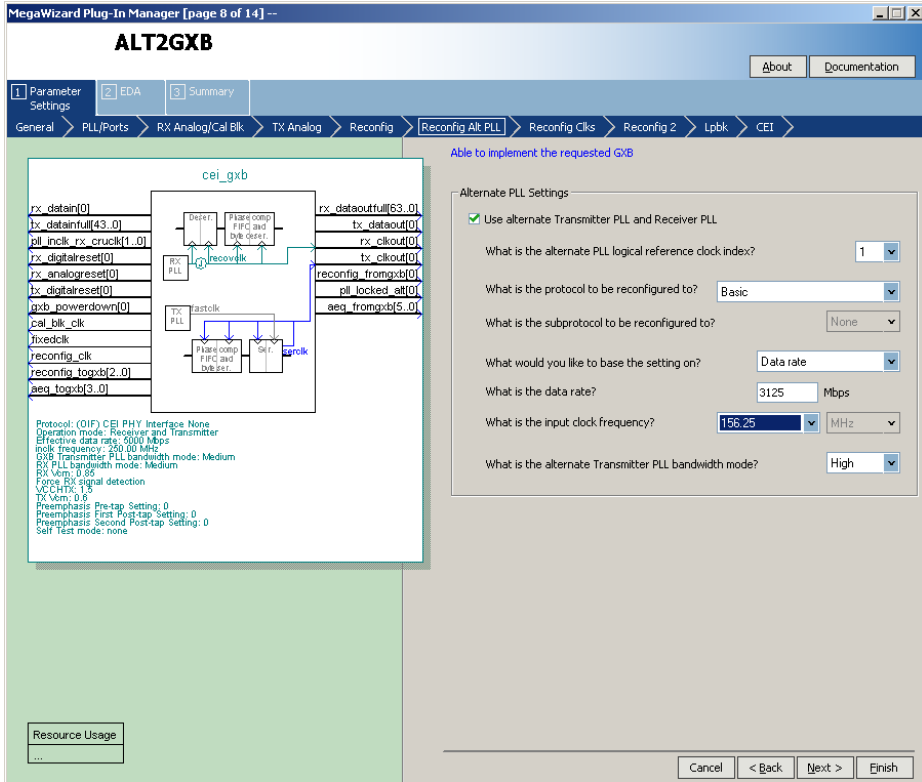 MegaWizard Plug-In Manager [page 8 of 14] --
ALT2GXB
About
Documentation
1 Parameter Settings
2 EDA
3 Summary
General
PLL/Ports
RX Analog/Cal Blk
TX Analog
Reconfig
Reconfig Alt PLL
Reconfig Clks
Reconfig 2
Lpbk
CEI
Able to implement the requested GXB
cei_gxb
rx_datain[0]
tx_datainfull[43..0]
pll_inclk_rx_cruclk[1..0]
rx_digitalreset[0]
rx_analogreset[0]
tx_digitalreset[0]
gxb_powerdown[0]
cal_blk_clk
fixedclk
reconfig_clk
reconfig_togxb[2..0]
aeq_togxb[3..0]
Deser.
Phase comp
FIFC and
byte deser.
RX
PLL
recovclk
TX
PLL
fastclk
Phase comp
FIFC and
byte ser.
Ser.
serclk
rx_dataoutfull[63..0]
tx_dataout[0]
rx_clkout[0]
tx_clkout[0]
reconfig_fromgxb[0]
pll_locked_alt[0]
aeq_fromgxb[5..0]
Protocol: (OIF) CEI PHY Interface None
Operation mode: Receiver and Transmitter
Effective data rate: 5000 Mbps
inclk frequency: 250.00 MHz
GXB Transmitter PLL bandwidth mode: Medium
RX PLL bandwidth mode: Medium
RX Vcm: 0.85
Force RX signal detection
VCCHTX: 1.5
TX Vcm: 0.6
Preemphasis Pre-tap Setting: 0
Preemphasis First Post-tap Setting: 0
Preemphasis Second Post-tap Setting: 0
Self Test mode: none
Resource Usage
...
Alternate PLL Settings
Use alternate Transmitter PLL and Receiver PLL
What is the alternate PLL logical reference clock index? 1
What is the protocol to be reconfigured to? Basic
What is the subprotocol to be reconfigured to? None
What would you like to base the setting on? Data rate
What is the data rate? 3125 Mbps
What is the input clock frequency? 156.25 MHz
What is the alternate Transmitter PLL bandwidth mode? High
Cancel
< Back
Next >
Finish